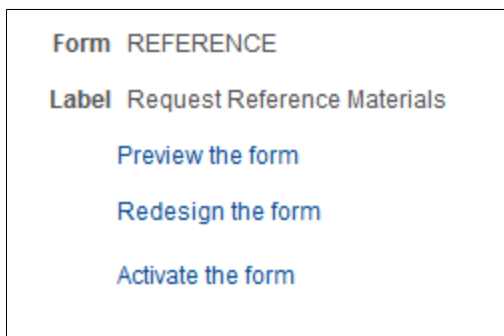 Form REFERENCE
Label Request Reference Materials
Preview the form
Redesign the form
Activate the form